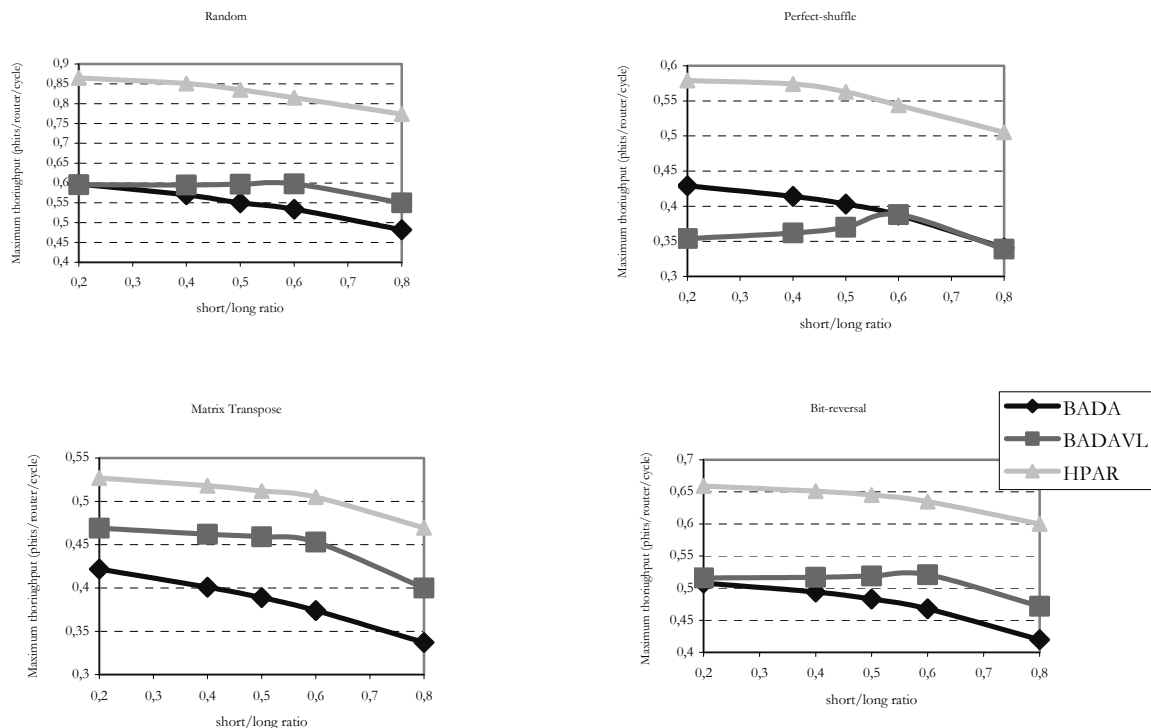 Random
Maximum thoriughput (phits/router/cycle)
0,9
0,85
0,8
0,75
0,7
0,65
0,6
0,55
0,5
0,45
0,4
0,2 0,3 0,4 0,5 0,6 0,7 0,8
short/long ratio
Perfect-shuffle
Maximum thoriughput (phits/router/cycle)
0,6
0,55
0,5
0,45
0,4
0,35
0,3
0,2 0,3 0,4 0,5 0,6 0,7 0,8
short/long ratio
Matrix Transpose
Maximum thoriughput (phits/router/cycle)
0,55
0,5
0,45
0,4
0,35
0,3
0,2 0,3 0,4 0,5 0,6 0,7 0,8
short/long ratio
Bit-reversal
Maximum thoriughput (phits/router/cycle)
0,7
0,65
0,6
0,55
0,5
0,45
0,4
0,2 0,3 0,4 0,5 0,6 0,7 0,8
short/long ratio
BADA
BADAVL
HPAR